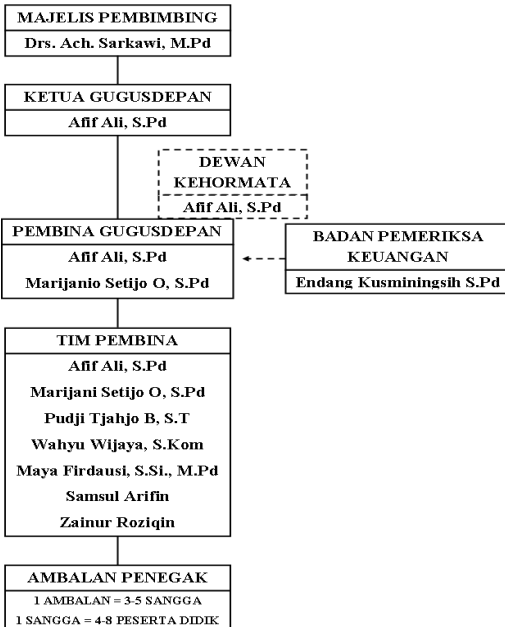 MAJELIS PEMBIMBING
Drs. Ach. Sarkawi, M.Pd
KETUA GUGUSDEPAN
Afif Ali, S.Pd
DEWAN
KEHORMATA
Afif Ali, S.Pd
PEMBINA GUGUSDEPAN
Afif Ali, S.Pd
Marijanio Setijo O, S.Pd
BADAN PEMERIKSA
KEUANGAN
Endang Kusminingsih S.Pd
TIM PEMBINA
Afif Ali, S.Pd
Marijani Setijo O, S.Pd
Pudji Tjahjo B, S.T
Wahyu Wijaya, S.Kom
Maya Firdausi, S.Si., M.Pd
Samsul Arifin
Zainur Roziqin
AMBALAN PENEGAK
1 AMBALAN = 3-5 SANGGA
1 SANGGA = 4-8 PESERTA DIDIK